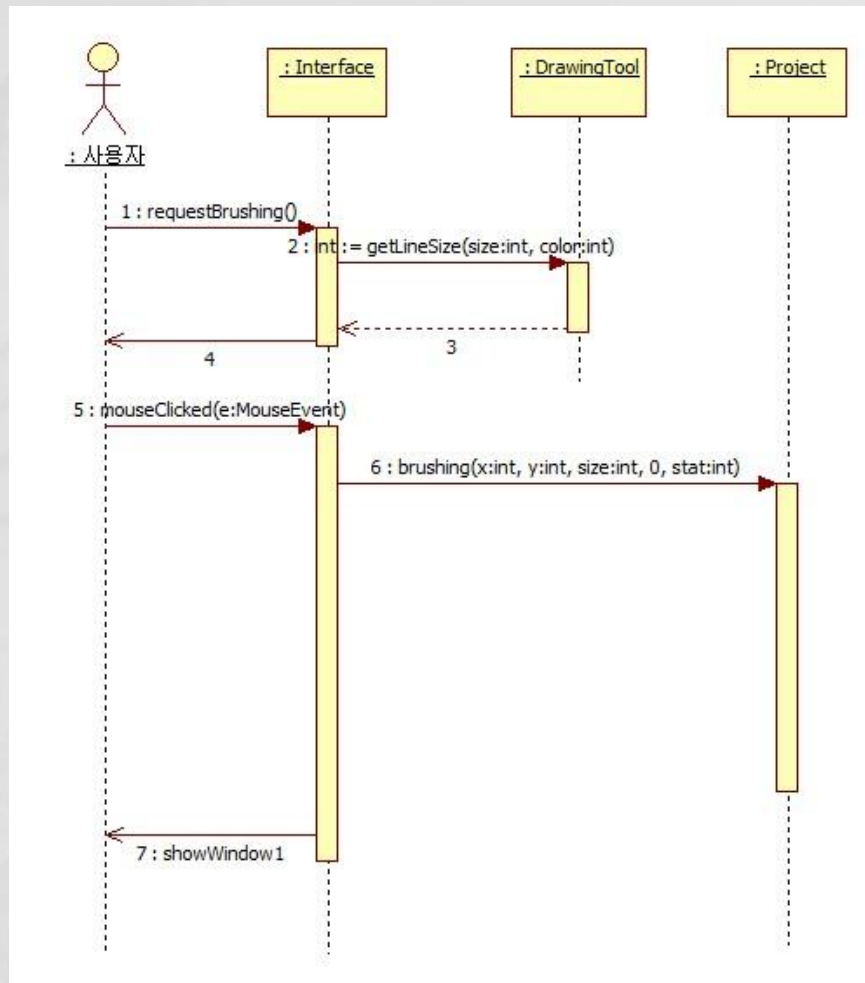 : Interface
: DrawingTool
: Project
: 사용자
1 : requestBrushing()
2 : int := getLineSize(size:int, color:int)
3
4
5 : mouseClicked(e:MouseEvent)
6 : brushing(x:int, y:int, size:int, 0, stat:int)
7 : showWindow1